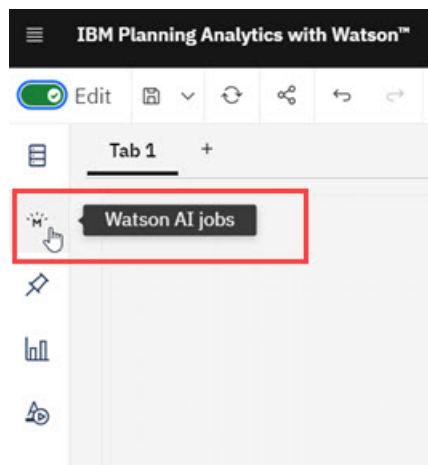 IBM Planning Analytics with Watson™
Edit
Tab 1 +
Watson AI jobs